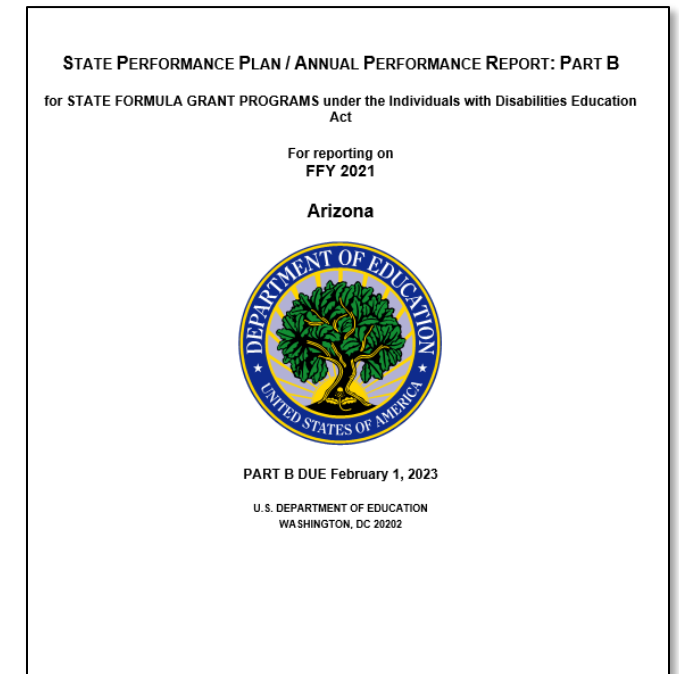 STATE PERFORMANCE PLAN / ANNUAL PERFORMANCE REPORT: PART B
for STATE FORMULA GRANT PROGRAMS under the Individuals with Disabilities Education
Act
For reporting on
FFY 2021
Arizona
DEPARTMENT OF EDUCATION
UNITED STATES OF AMERICA
PART B DUE February 1, 2023
U.S. DEPARTMENT OF EDUCATION
WASHINGTON, DC 20202